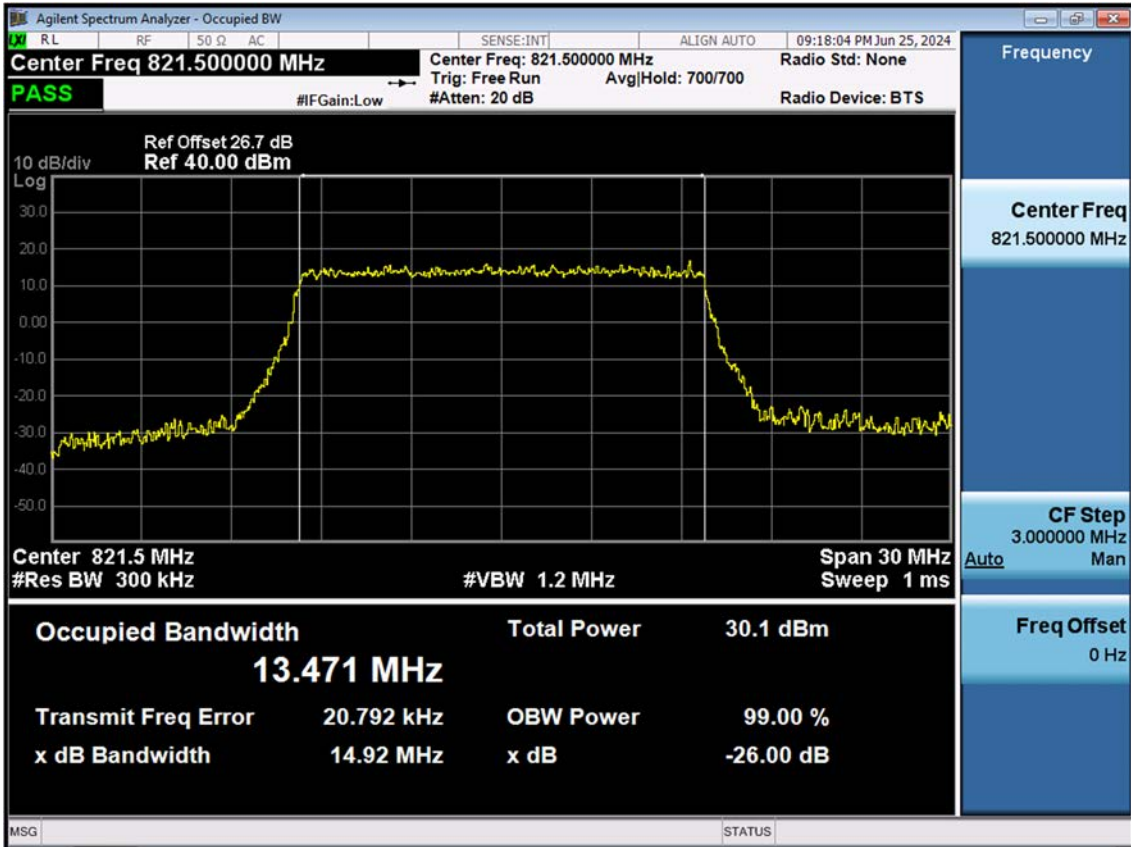 Agilent Spectrum Analyzer - Occupied BW
LXI RL RF 50 Ω AC SENSE:INT ALIGN AUTO 09:18:04 PM Jun 25, 2024
Center Freq 821.500000 MHz Center Freq: 821.500000 MHz Radio Std: None
Trig: Free Run Avg|Hold: 700/700
PASS #IFGain:Low #Atten: 20 dB Radio Device: BTS
Ref Offset 26.7 dB
10 dB/div Ref 40.00 dBm
Log
30.0
20.0
10.0
0.00
-10.0
-20.0
-30.0
-40.0
-50.0
Center 821.5 MHz Span 30 MHz
#Res BW 300 kHz #VBW 1.2 MHz Sweep 1 ms
Occupied Bandwidth Total Power 30.1 dBm
13.471 MHz
Transmit Freq Error 20.792 kHz OBW Power 99.00 %
x dB Bandwidth 14.92 MHz x dB -26.00 dB
MSG STATUS
Frequency
Center Freq
821.500000 MHz
CF Step
3.000000 MHz
Auto Man
Freq Offset
0 Hz